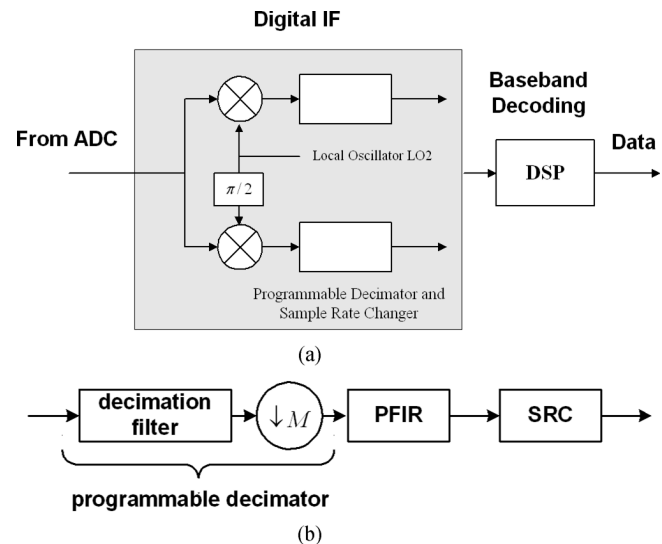 Digital IF
From ADC
Local Oscillator LO2
π / 2
Programmable Decimator and
Sample Rate Changer
Baseband
Decoding
DSP
Data
(a)
decimation
filter
↓ M
PFIR
SRC
programmable decimator
(b)